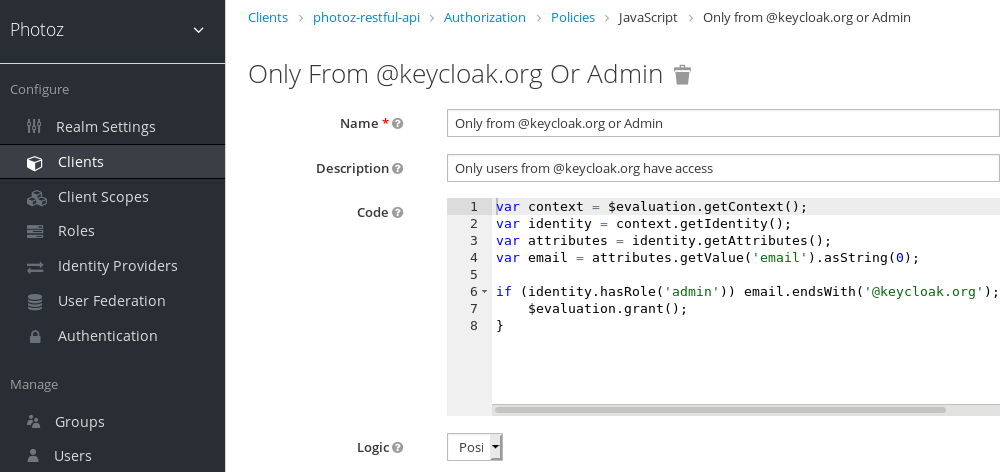 Photoz
Clients > photoz-restful-api > Authorization > Policies > JavaScript > Only from @keycloak.org or Admin
Only From @keycloak.org Or Admin
Configure
Realm Settings
Clients
Client Scopes
Roles
Identity Providers
User Federation
Authentication
Manage
Groups
Users
Name * Only from @keycloak.org or Admin
Description Only users from @keycloak.org have access
Code
1 var context = $evaluation.getContext();
2 var identity = context.getIdentity();
3 var attributes = identity.getAttributes();
4 var email = attributes.getValue('email').asString(0);
5
6 if (identity.hasRole('admin')) email.endsWith('@keycloak.org');
7 $evaluation.grant();
8 }
Logic Posi